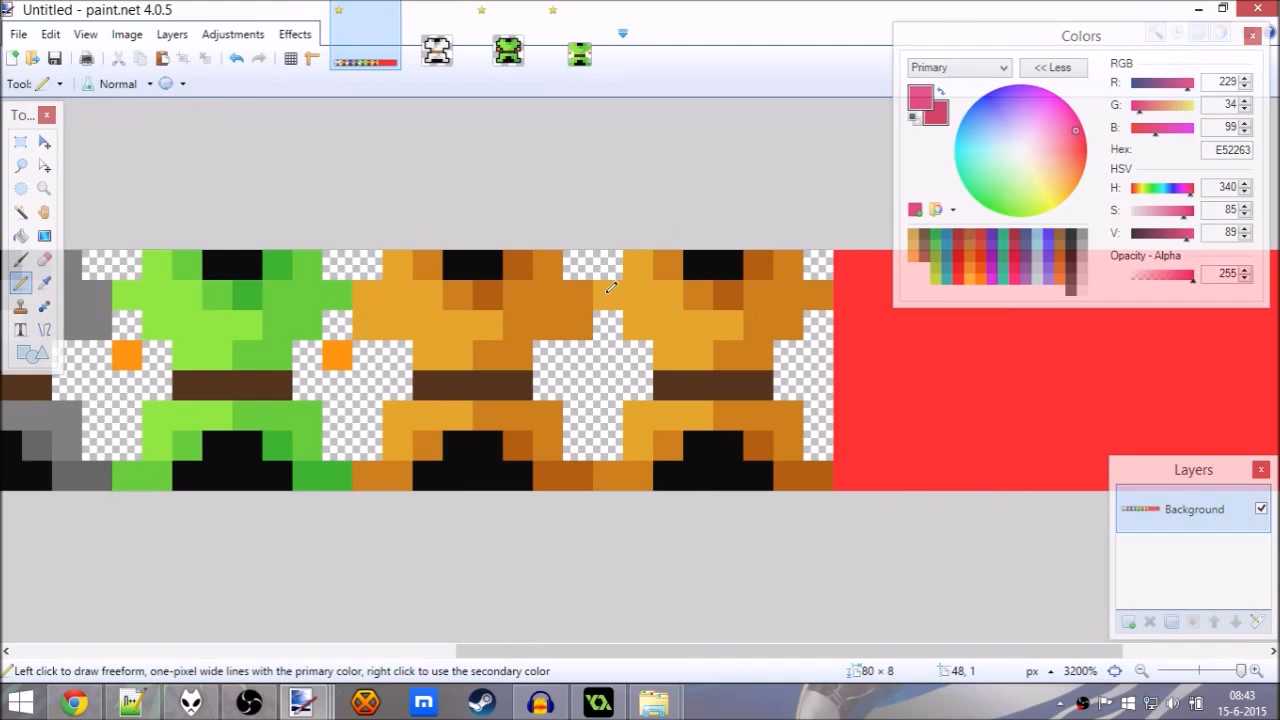 Untitled - paint.net 4.0.5
File Edit View Image Layers Adjustments Effects
Tool: Normal
To...
Colors
Primary
<< Less
RGB
R: 229
G: 34
B: 99
Hex: E52263
HSV
H: 340
S: 85
V: 89
Opacity - Alpha
255
Layers
Background
Left click to draw freeform, one-pixel wide lines with the primary color, right click to use the secondary color
80 × 8
48, 1
px
3200%
08:43
15-6-2015